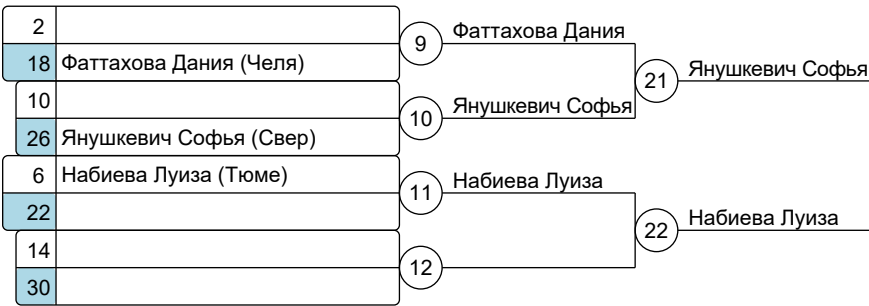 2
18 Фаттахова Дания (Челя)
10
26 Янушкевич Софья (Свер)
6 Набиева Луиза (Тюме)
22
14
30
9 Фаттахова Дания
10 Янушкевич Софья
11 Набиева Луиза
12
21 Янушкевич Софья
22 Набиева Луиза